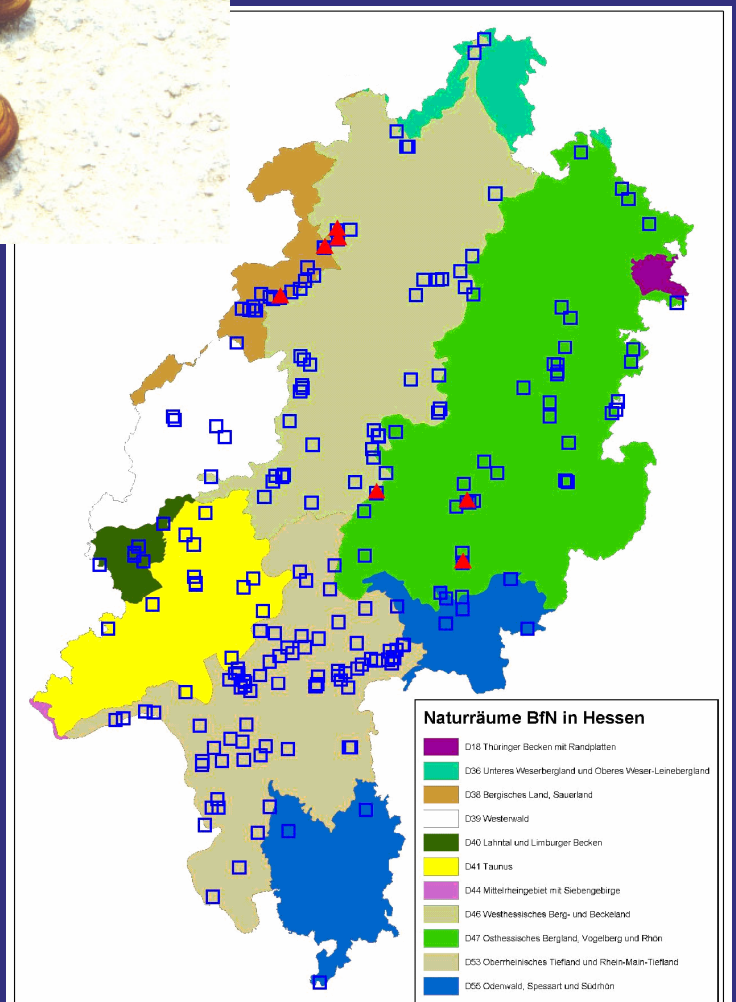 Naturräume BfN in Hessen
D18 Thüringer Becken mit Randplatten
D36 Unteres Weserbergland und Oberes Weser-Leinebergland
D38 Bergisches Land, Sauerland
D39 Westerwald
D40 Lahntal und Limburger Becken
D41 Taunus
D44 Mittelrheingebiet mit Siebengebirge
D46 Westhessisches Berg- und Beckeland
D47 Osthessisches Bergland, Vogelberg und Rhön
D53 Oberrheinisches Tiefland und Rhein-Main-Tiefland
D55 Odenwald, Spessart und Südrhön